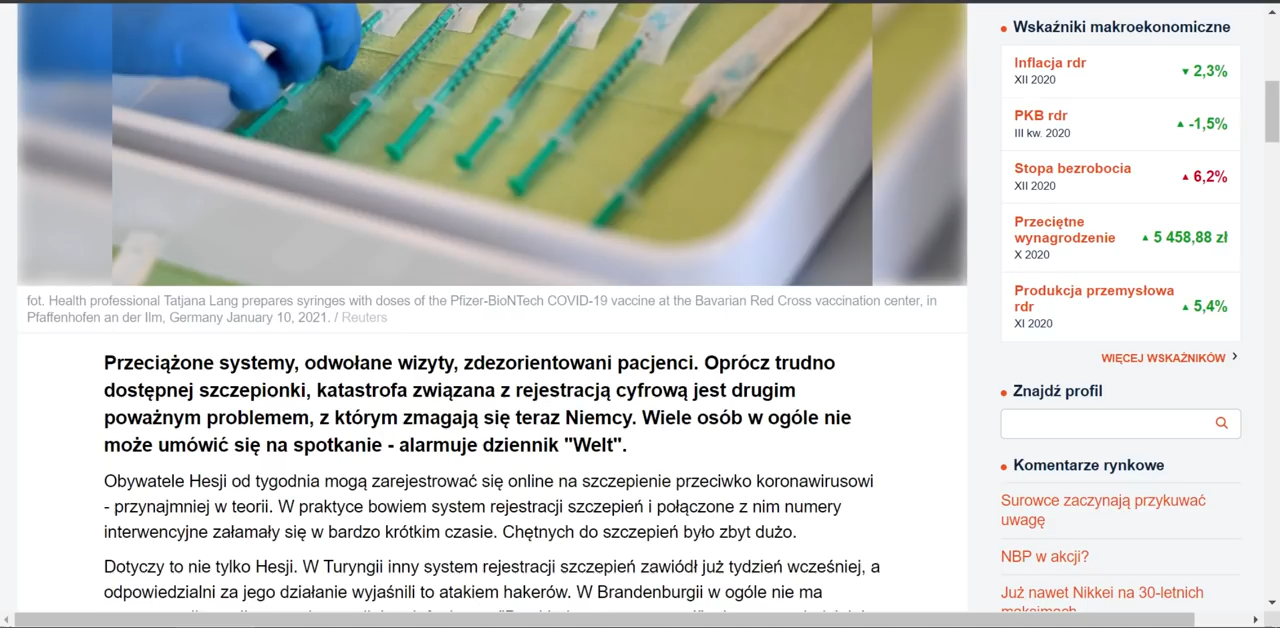 fot. Health professional Tatjana Lang prepares syringes with doses of the Pfizer-BioNTech COVID-19 vaccine at the Bavarian Red Cross vaccination center, in
Pfaffenhofen an der Ilm, Germany January 10, 2021. / Reuters
Przeciążone systemy, odwołane wizyty, zdezorientowani pacjenci. Oprócz trudno
dostępnej szczepionki, katastrofa związana z rejestracją cyfrową jest drugim
poważnym problemem, z którym zmagają się teraz Niemcy. Wiele osób w ogóle nie
może umówić się na spotkanie - alarmuje dziennik "Welt".
Obywatele Hesji od tygodnia mogą zarejestrować się online na szczepienie przeciwko koronawirusowi
- przynajmniej w teorii. W praktyce bowiem system rejestracji szczepień i połączone z nim numery
interwencyjne załamały się w bardzo krótkim czasie. Chętnych do szczepień było zbyt dużo.
Dotyczy to nie tylko Hesji. W Turyngii inny system rejestracji szczepień zawiódł już tydzień wcześniej, a
odpowiedzialni za jego działanie wyjaśnili to atakiem hakerów. W Brandenburgii w ogóle nie ma
Wskaźniki makroekonomiczne
Inflacja rdr
XII 2020
▼ 2,3%
PKB rdr
III kw. 2020
▲ -1,5%
Stopa bezrobocia
XII 2020
▲ 6,2%
Przeciętne
wynagrodzenie
X 2020
▲ 5 458,88 zł
Produkcja przemysłowa
rdr
XI 2020
▲ 5,4%
WIĘCEJ WSKAŹNIKÓW
Znajdź profil
Komentarze rynkowe
Surowce zaczynają przykuwać
uwagę
NBP w akcji?
Już nawet Nikkei na 30-letnich
maksimach